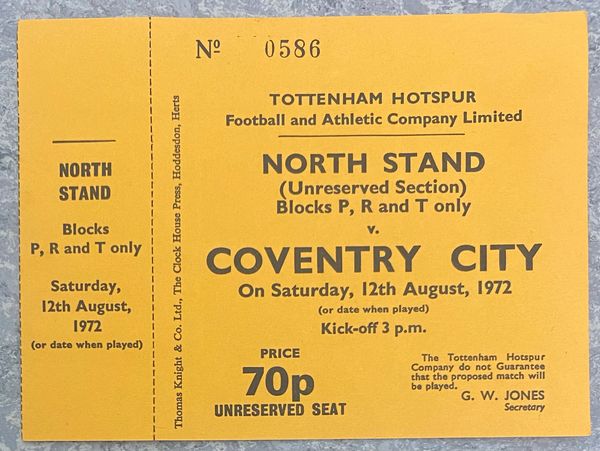 NORTH
STAND
Blocks
P, R and T only
Saturday,
12th August,
1972
(or date when played)
Thomas Knight & Co. Ltd., The Clock House Press, Hoddesdon, Herts
Nº 0586
TOTTENHAM HOTSPUR
Football and Athletic Company Limited
NORTH STAND
(Unreserved Section)
Blocks P, R and T only
v.
COVENTRY CITY
On Saturday, 12th August, 1972
(or date when played)
Kick-off 3 p.m.
PRICE
70p
UNRESERVED SEAT
The Tottenham Hotspur
Company do not Guarantee
that the proposed match will
be played.
G. W. JONES
Secretary